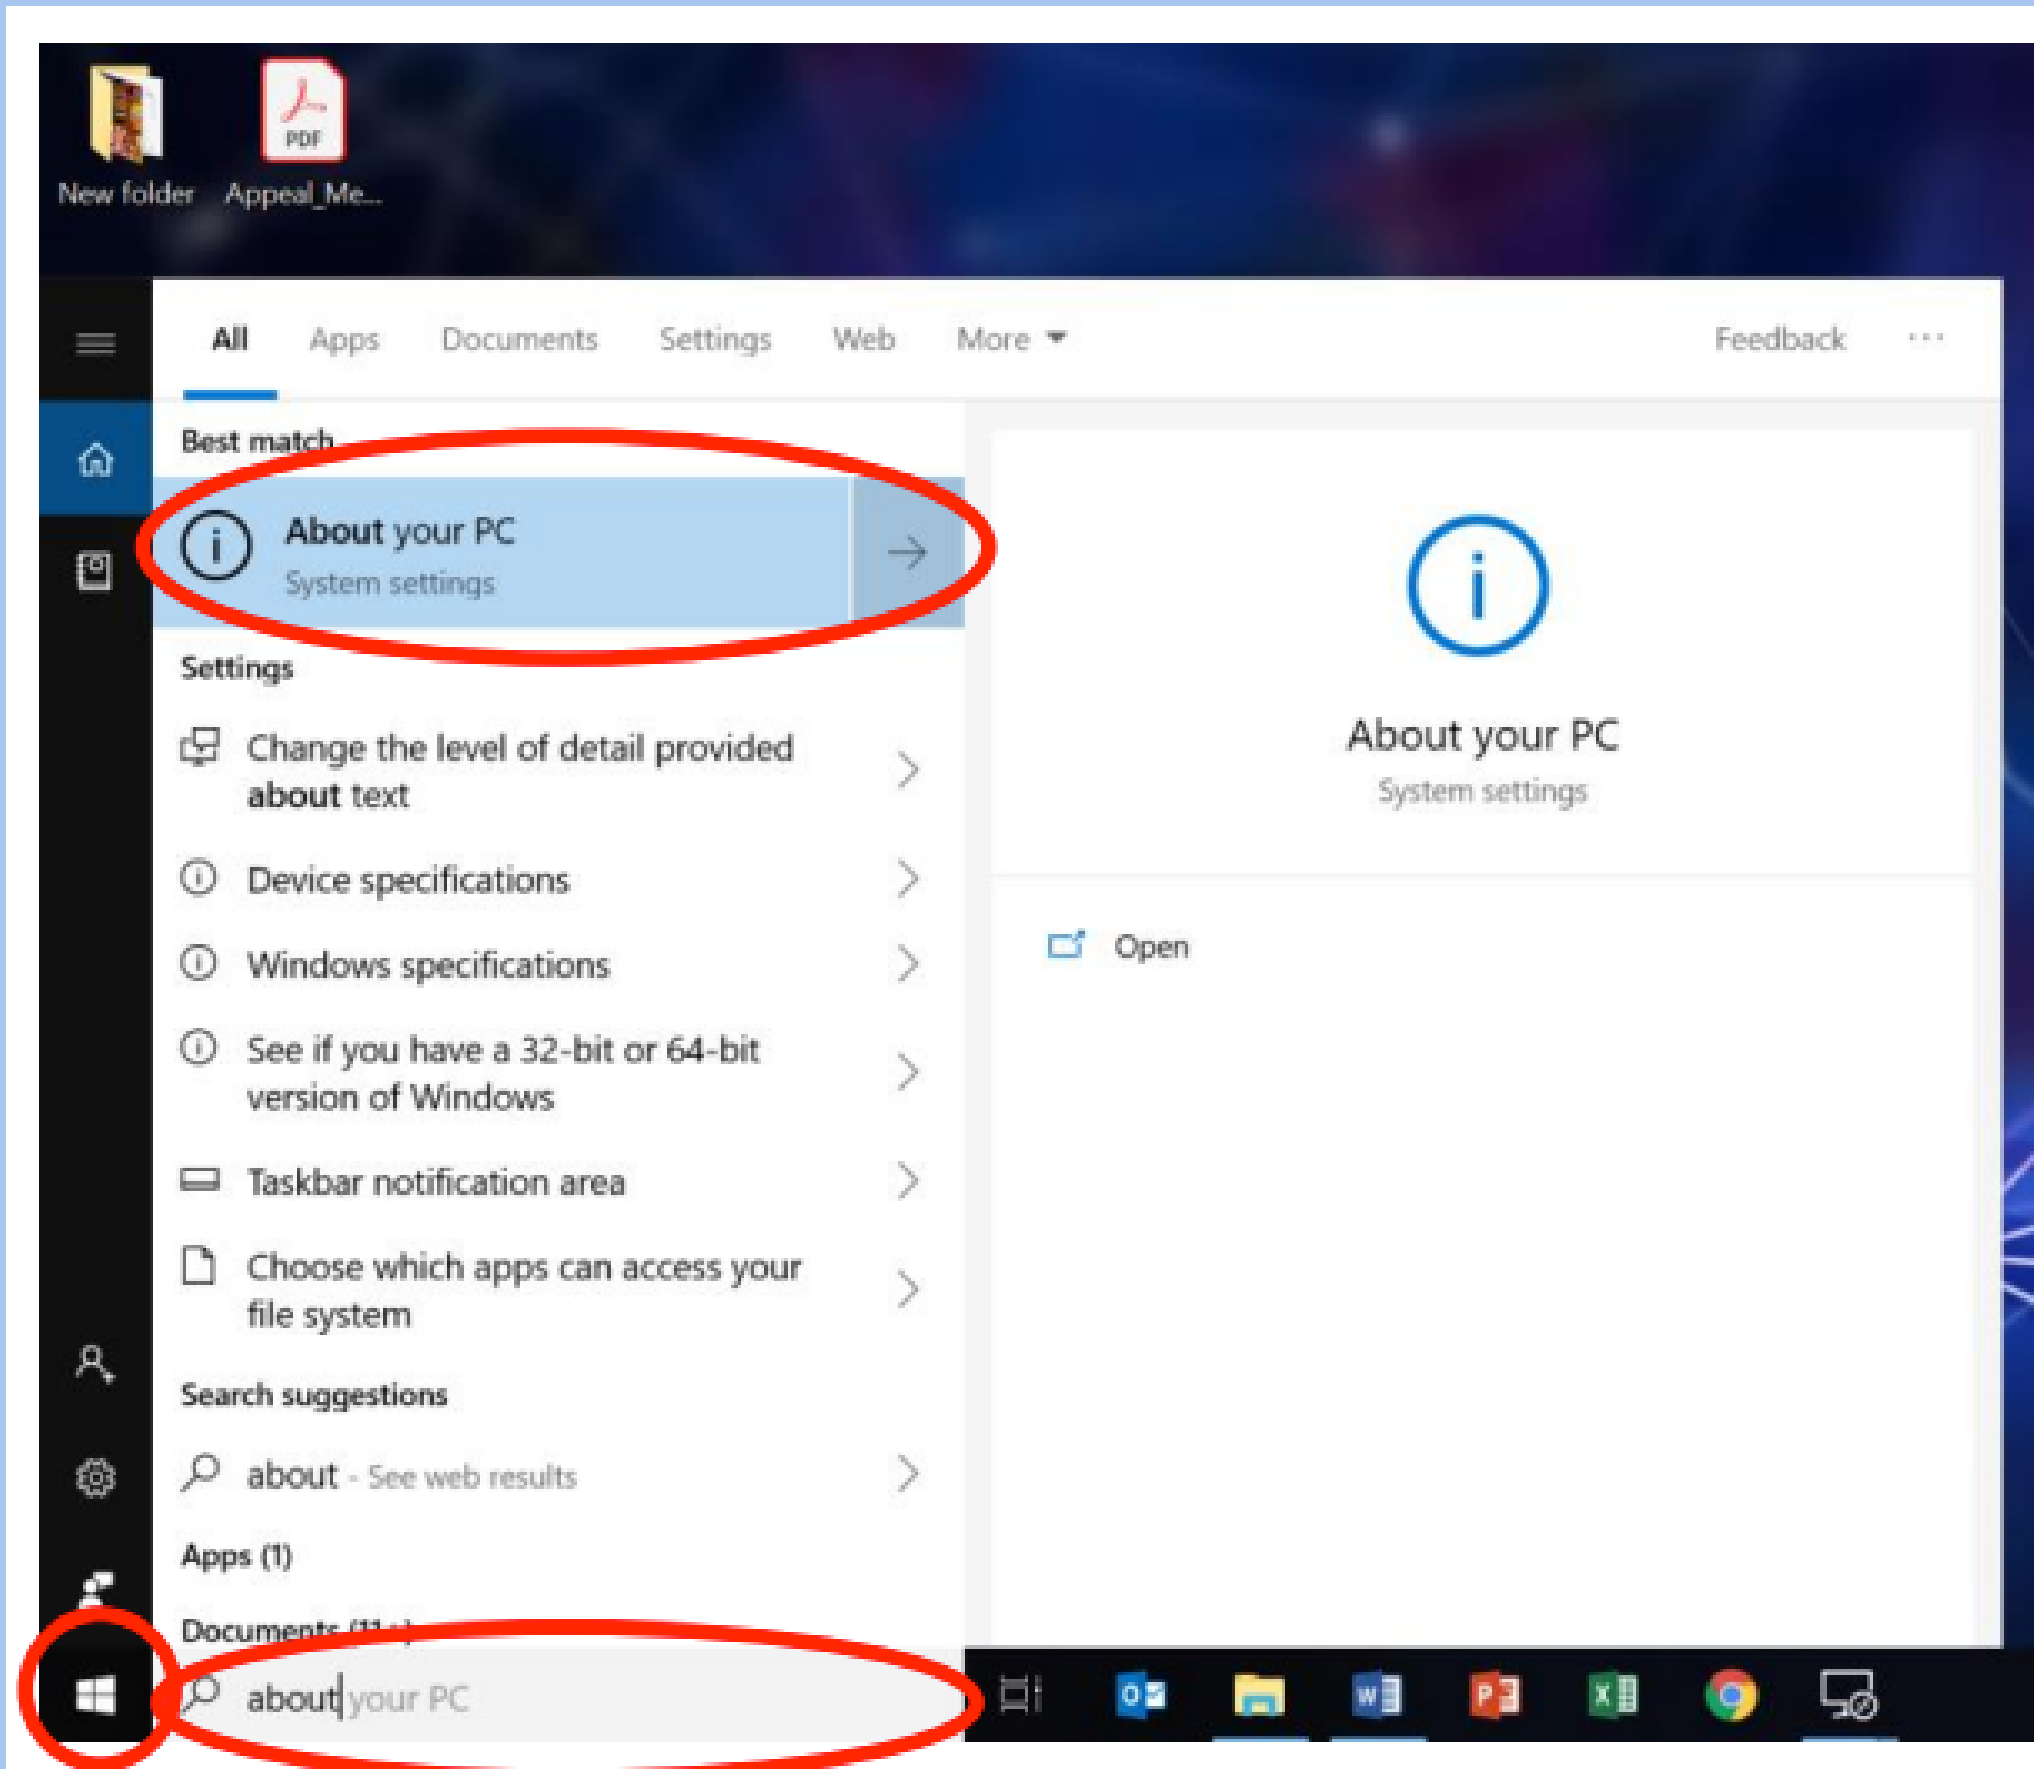 PDF
New folder Appeal_Me...
All Apps Documents Settings Web More Feedback ...
Best match
About your PC
System settings
Settings
Change the level of detail provided
about text
Device specifications
Windows specifications
See if you have a 32-bit or 64-bit
version of Windows
Taskbar notification area
Choose which apps can access your
file system
Search suggestions
about - See web results
Apps (1)
Documents
about your PC
About your PC
System settings
Open